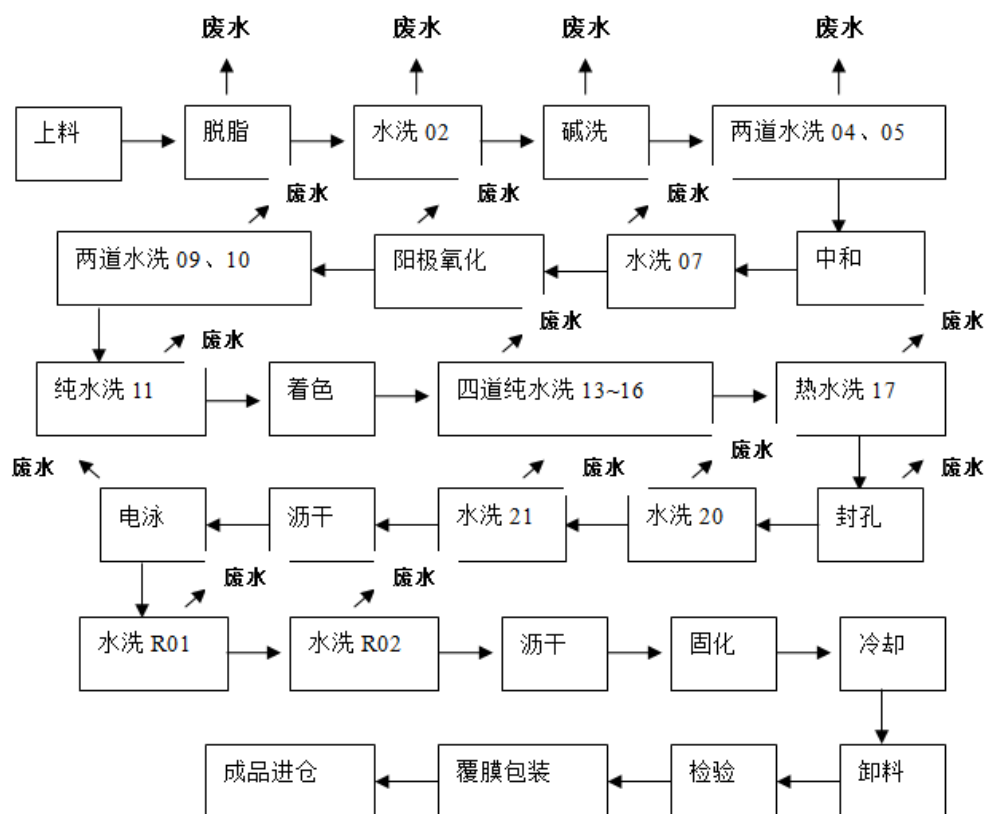 废水 废水 废水 废水
上料 脱脂 水洗 02 碱洗 两道水洗 04、05
废水 废水 废水
两道水洗 09、10 阳极氧化 水洗 07 中和
废水 废水 废水
纯水洗 11 着色 四道纯水洗 13~16 热水洗 17
废水 废水 废水 废水
电泳 沥干 水洗 21 水洗 20 封孔
废水 废水
水洗 R01 水洗 R02 沥干 固化 冷却
成品进仓 覆膜包装 检验 卸料